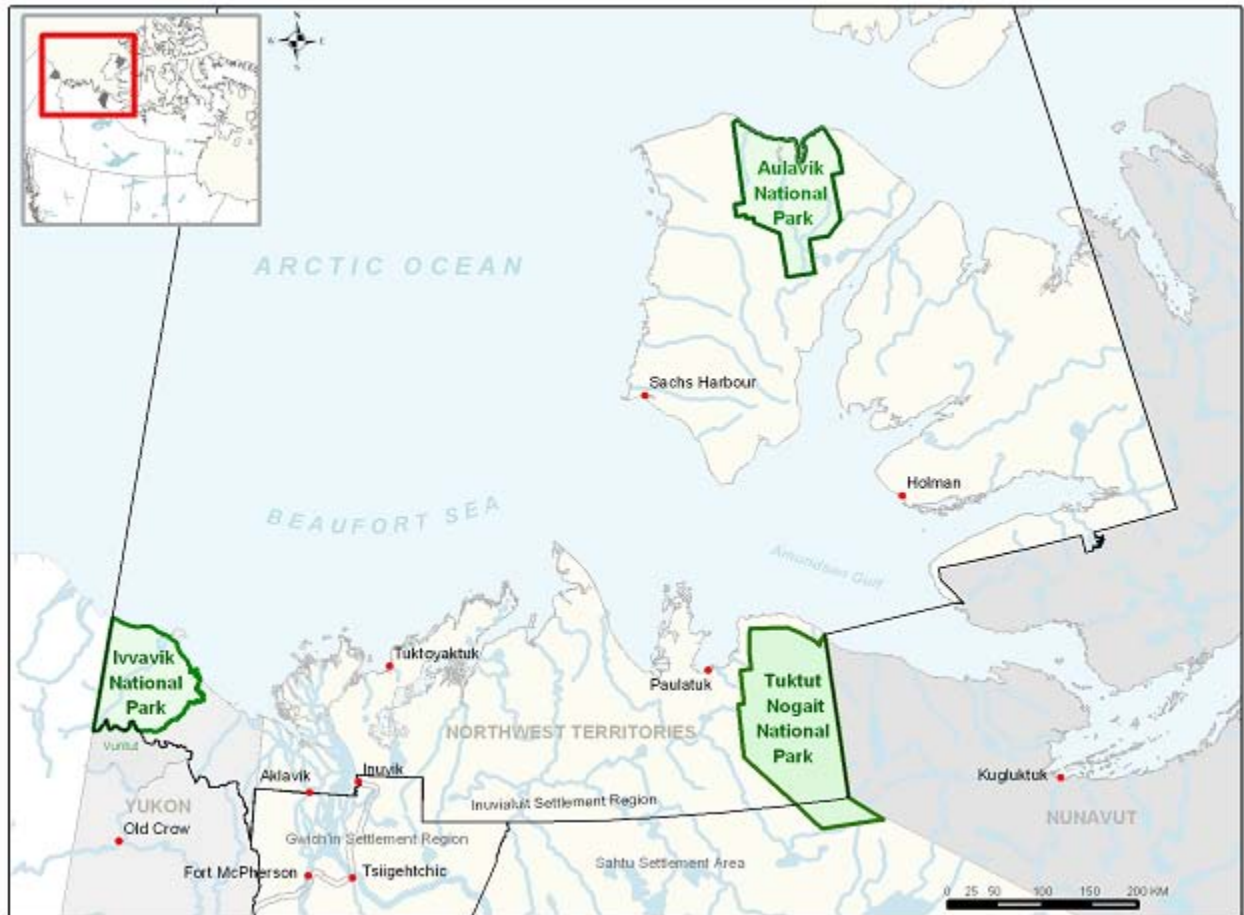 W
E
S
Aulavik
National
Park
ARCTIC OCEAN
Sachs Harbour
Holman
BEAUFORT SEA
Amundsen Gulf
Ivvavik
National
Park
Tuktoyaktuk
Paulatuk
Tuktut
Nogait
National
Park
NORTHWEST TERRITORIES
Vuntut
Aklavik
Inuvik
Kugluktuk
Inuvialuit Settlement Region
YUKON
NUNAVUT
Old Crow
Gwich'in Settlement Region
Sahtu Settlement Area
Fort McPherson
Tsiigehtchic
0 25 50 100 150 200 KM